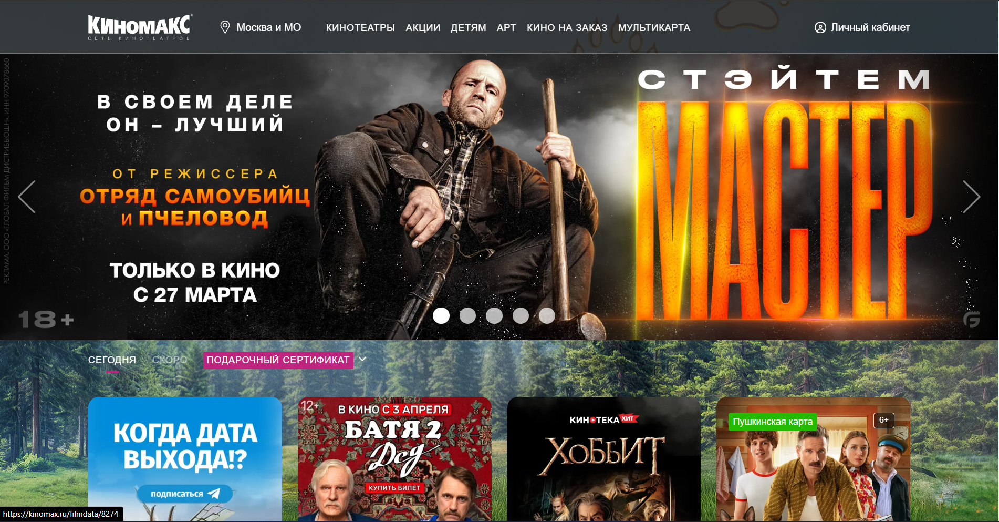 КИНОМАКС®
СЕТЬ КИНОТЕАТРОВ
Москва и МО
КИНОТЕАТРЫ АКЦИИ ДЕТЯМ АРТ КИНО НА ЗАКАЗ МУЛЬТИКАРТА
Личный кабинет
РЕКЛАМА. ООО «ГЛОБАЛ ФИЛЬМ ДИСТРИБЬЮШН». ИНН 9709078660
В СВОЕМ ДЕЛЕ
ОН – ЛУЧШИЙ
ОТ РЕЖИССЕРА
ОТРЯД САМОУБИЙЦ
И ПЧЕЛОВОД
ТОЛЬКО В КИНО
С 27 МАРТА
18+
СТЭЙТЕМ
МАСТЕР
G
СЕГОДНЯ СКОРО ПОДАРОЧНЫЙ СЕРТИФИКАТ
КОГДА ДАТА
ВЫХОДА!?
подписаться
12+
В КИНО С 3 АПРЕЛЯ
БАТЯ 2
Дед
КУПИТЬ БИЛЕТ
КИНОТЕКА ХИТ
ХОББИТ
Пушкинская карта
6+
https://kinomax.ru/filmdata/8274